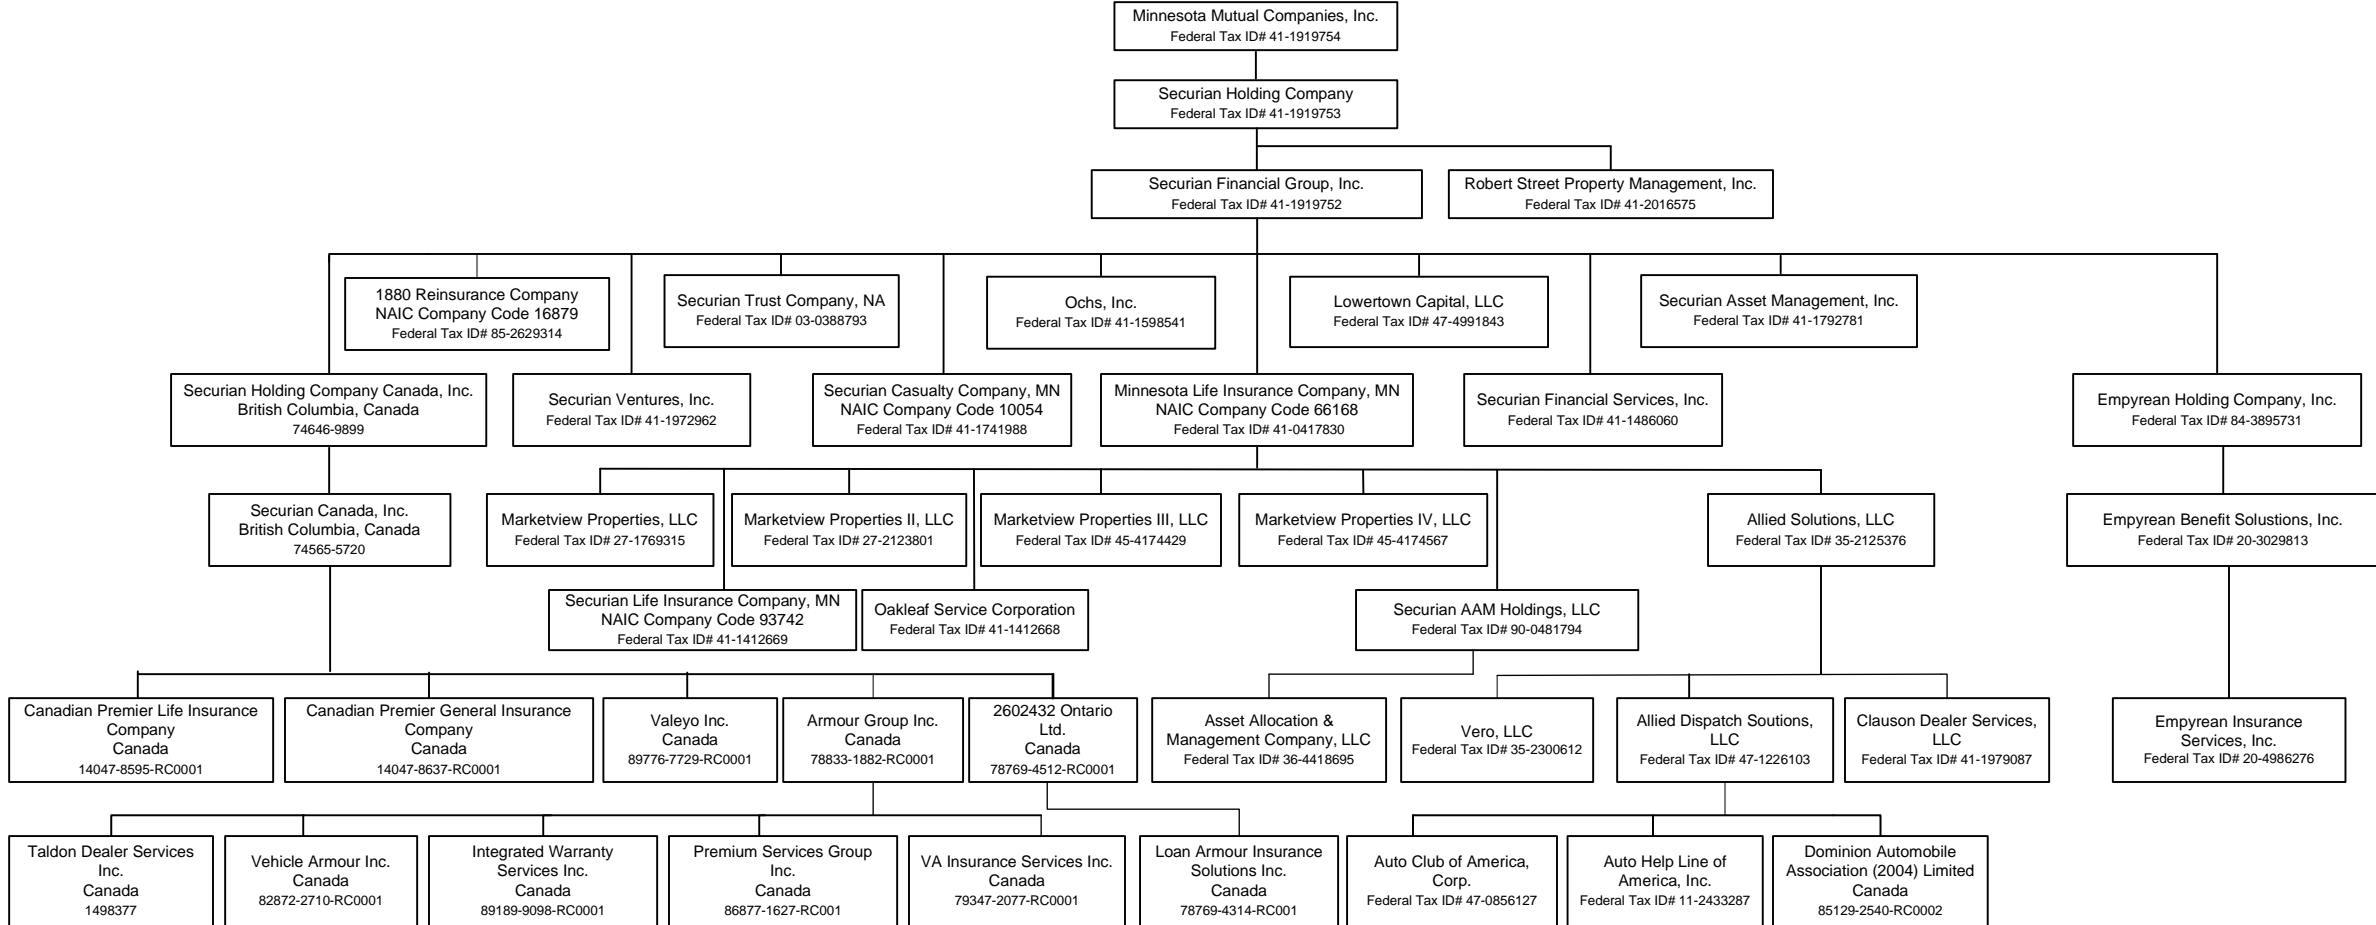 Minnesota Mutual Companies, Inc.
Federal Tax ID# 41-1919754
Securian Holding Company
Federal Tax ID# 41-1919753
Securian Financial Group, Inc.
Federal Tax ID# 41-1919752
Robert Street Property Management, Inc.
Federal Tax ID# 41-2016575
1880 Reinsurance Company
NAIC Company Code 16879
Federal Tax ID# 85-2629314
Securian Trust Company, NA
Federal Tax ID# 03-0388793
Ochs, Inc.
Federal Tax ID# 41-1598541
Lowertown Capital, LLC
Federal Tax ID# 47-4991843
Securian Asset Management, Inc.
Federal Tax ID# 41-1792781
Securian Holding Company Canada, Inc.
British Columbia, Canada
74646-9899
Securian Ventures, Inc.
Federal Tax ID# 41-1972962
Securian Casualty Company, MN
NAIC Company Code 10054
Federal Tax ID# 41-1741988
Minnesota Life Insurance Company, MN
NAIC Company Code 66168
Federal Tax ID# 41-0417830
Securian Financial Services, Inc.
Federal Tax ID# 41-1486060
Empyrean Holding Company, Inc.
Federal Tax ID# 84-3895731
Securian Canada, Inc.
British Columbia, Canada
74565-5720
Marketview Properties, LLC
Federal Tax ID# 27-1769315
Marketview Properties II, LLC
Federal Tax ID# 27-2123801
Marketview Properties III, LLC
Federal Tax ID# 45-4174429
Marketview Properties IV, LLC
Federal Tax ID# 45-4174567
Allied Solutions, LLC
Federal Tax ID# 35-2125376
Empyrean Benefit Solustions, Inc.
Federal Tax ID# 20-3029813
Securian Life Insurance Company, MN
NAIC Company Code 93742
Federal Tax ID# 41-1412669
Oakleaf Service Corporation
Federal Tax ID# 41-1412668
Securian AAM Holdings, LLC
Federal Tax ID# 90-0481794
Canadian Premier Life Insurance
Company
Canada
14047-8595-RC0001
Canadian Premier General Insurance
Company
Canada
14047-8637-RC0001
Valeyo Inc.
Canada
89776-7729-RC0001
Armour Group Inc.
Canada
78833-1882-RC0001
2602432 Ontario
Ltd.
Canada
78769-4512-RC0001
Asset Allocation &
Management Company, LLC
Federal Tax ID# 36-4418695
Vero, LLC
Federal Tax ID# 35-2300612
Allied Dispatch Soutions,
LLC
Federal Tax ID# 47-1226103
Clauson Dealer Services,
LLC
Federal Tax ID# 41-1979087
Empyrean Insurance
Services, Inc.
Federal Tax ID# 20-4986276
Taldon Dealer Services
Inc.
Canada
1498377
Vehicle Armour Inc.
Canada
82872-2710-RC0001
Integrated Warranty
Services Inc.
Canada
89189-9098-RC0001
Premium Services Group
Inc.
Canada
86877-1627-RC001
VA Insurance Services Inc.
Canada
79347-2077-RC0001
Loan Armour Insurance
Solutions Inc.
Canada
78769-4314-RC001
Auto Club of America,
Corp.
Federal Tax ID# 47-0856127
Auto Help Line of
America, Inc.
Federal Tax ID# 11-2433287
Dominion Automobile
Association (2004) Limited
Canada
85129-2540-RC0002